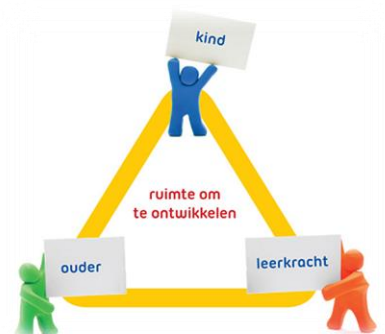 kind
ruimte om
te ontwikkelen
ouder
leerkracht